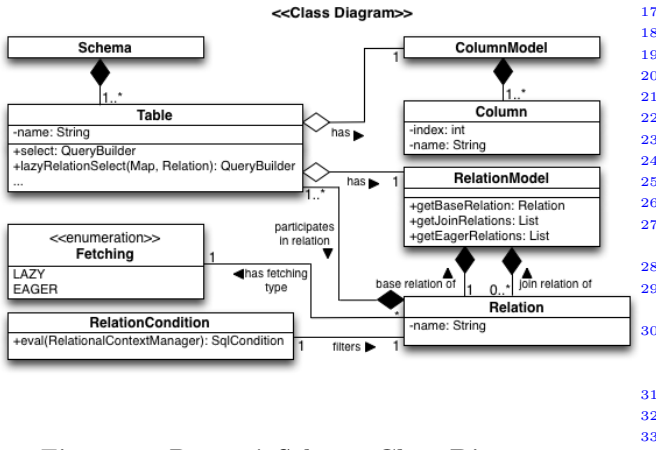 <<Class Diagram>>
Schema
1..*
Table
-name: String
+select: QueryBuilder
+lazyRelationSelect(Map, Relation): QueryBuilder
...
has
1
ColumnModel
1..*
Column
-index: int
-name: String
has
1
RelationModel
+getBaseRelation: Relation
+getJoinRelations: List
+getEagerRelations: List
1..*
participates
in relation
<<enumeration>>
Fetching
LAZY
EAGER
1
has fetching
type
*
base relation of
1
0..*
join relation of
Relation
-name: String
RelationCondition
+eval(RelationalContextManager): SqlCondition
1
filters
1
17
18
19
20
21
22
23
24
25
26
27
28
29
30
31
32
33